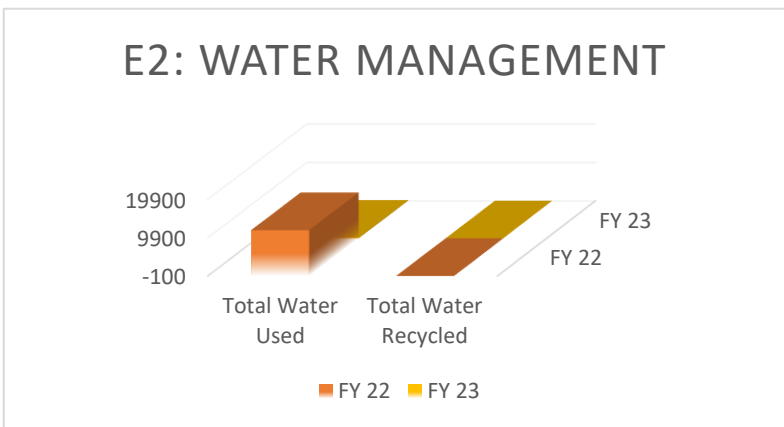 E2: WATER MANAGEMENT
19900
9900
-100
FY 23
FY 22
Total Water
Used
Total Water
Recycled
FY 22 FY 23